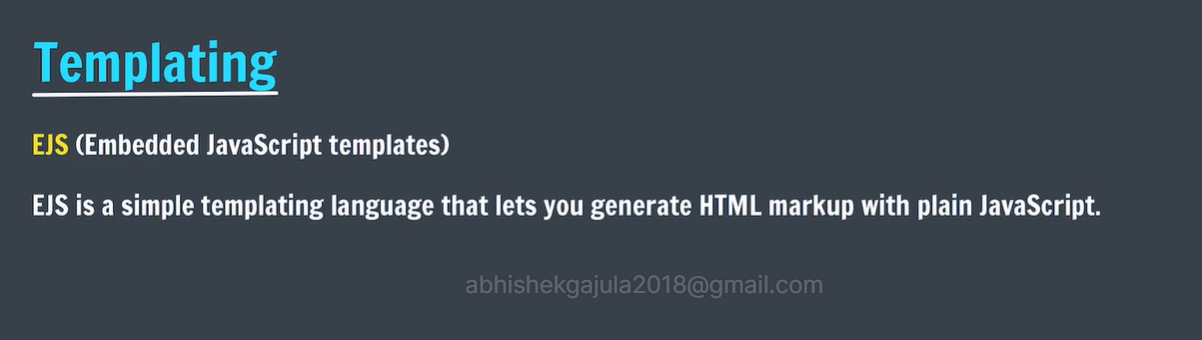 Templating
EJS (Embedded JavaScript templates)
EJS is a simple templating language that lets you generate HTML markup with plain JavaScript.
abhishekgajula2018@gmail.com